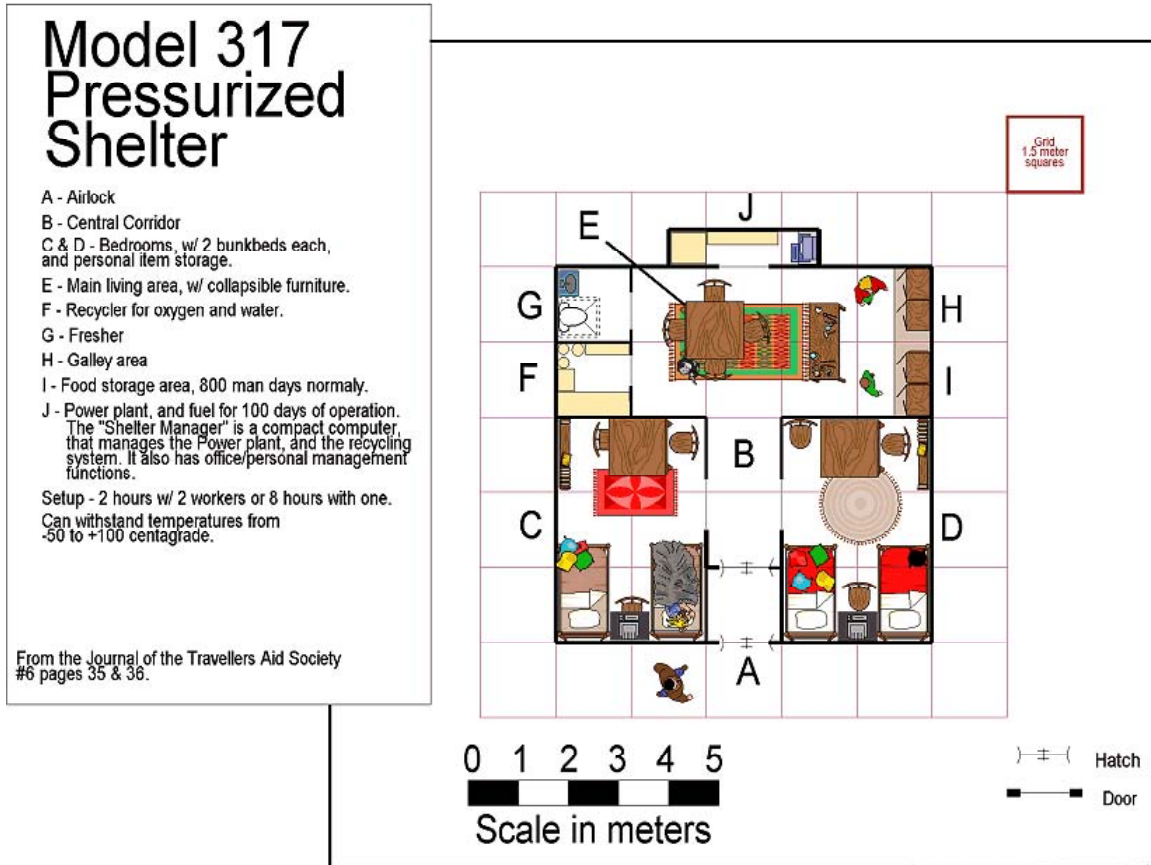 Model 317
Pressurized
Shelter
A - Airlock
B - Central Corridor
C & D - Bedrooms, w/ 2 bunkbeds each,
and personal item storage.
E - Main living area, w/ collapsible furniture.
F - Recycler for oxygen and water.
G - Fresher
H - Galley area
I - Food storage area, 800 man days normaly.
J - Power plant, and fuel for 100 days of operation.
The "Shelter Manager" is a compact computer,
that manages the Power plant, and the recycling
system. It also has office/personal management
functions.
Setup - 2 hours w/ 2 workers or 8 hours with one.
Can withstand temperatures from
-50 to +100 centagrade.
From the Journal of the Travellers Aid Society
#6 pages 35 & 36.
Grid
1.5 meter
squares
J
E
G
H
F
I
B
C
D
A
0 1 2 3 4 5
Scale in meters
Hatch
Door